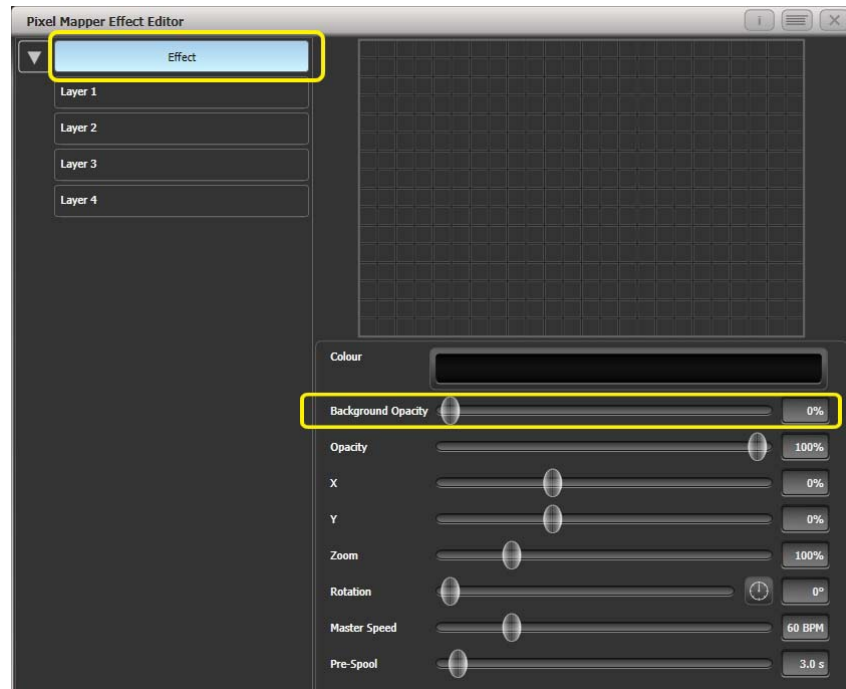 Pixel Mapper Effect Editor
i
Effect
Layer 1
Layer 2
Layer 3
Layer 4
Colour
Background Opacity 0%
Opacity 100%
X 0%
Y 0%
Zoom 100%
Rotation 0°
Master Speed 60 BPM
Pre-Spool 3.0 s